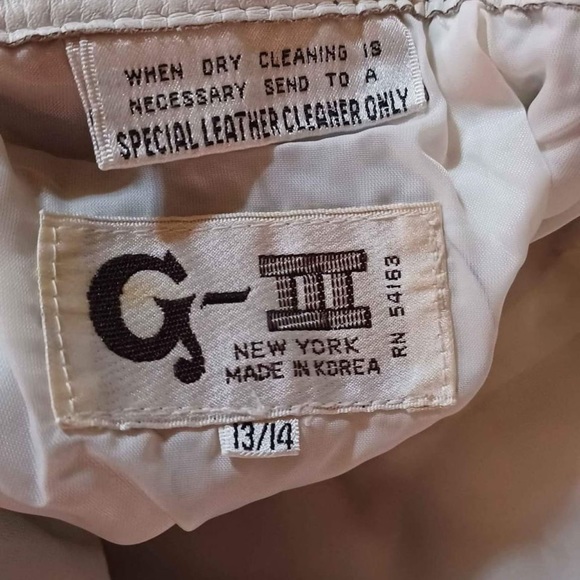 WHEN DRY CLEANING IS
NECESSARY SEND TO A
SPECIAL LEATHER CLEANER ONLY
G-III
NEW YORK
MADE IN KOREA
RN 54163
13/14